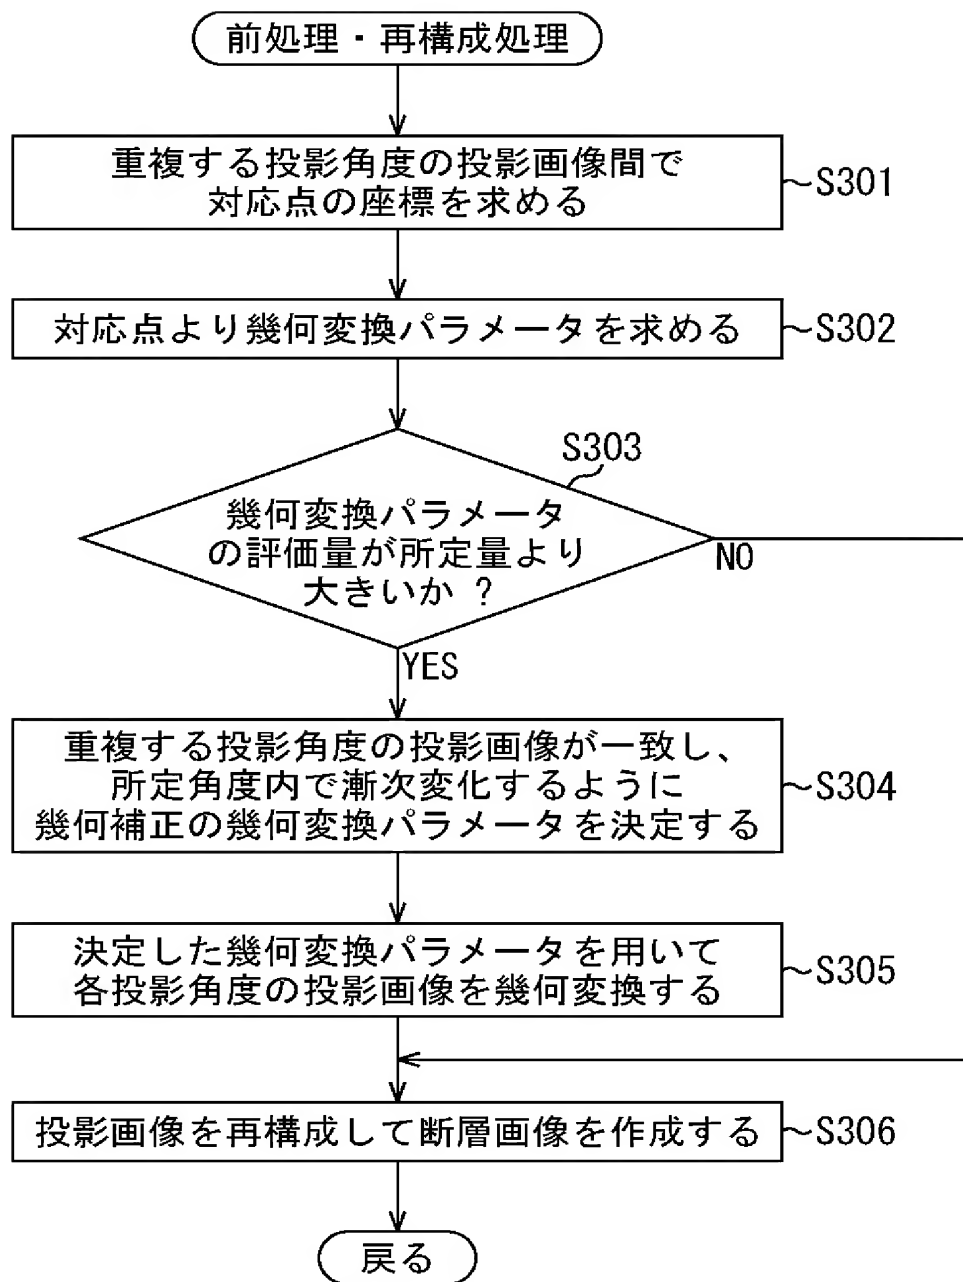 前処理・再構成処理
重複する投影角度の投影画像間で
対応点の座標を求める
S301
対応点より幾何変換パラメータを求める
S302
S303
幾何変換パラメータ
の評価量が所定量より
大きいか ?
NO
YES
重複する投影角度の投影画像が一致し、
所定角度内で漸次変化するように
幾何補正の幾何変換パラメータを決定する
S304
決定した幾何変換パラメータを用いて
各投影角度の投影画像を幾何変換する
S305
投影画像を再構成して断層画像を作成する
S306
戻る